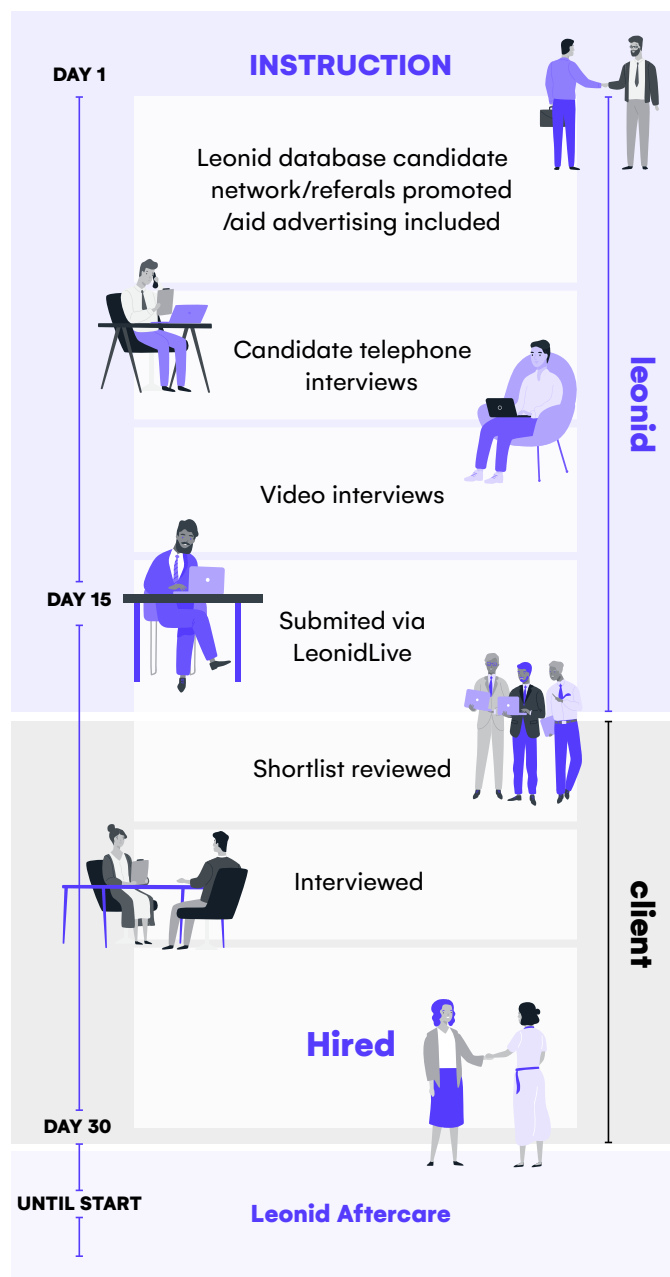 DAY 1
INSTRUCTION
Leonid database candidate
network/referrals promoted
/aid advertising included
Candidate telephone
interviews
leonid
Video interviews
DAY 15
Submited via
LeonidLive
Shortlist reviewed
Interviewed
client
Hired
DAY 30
UNTIL START
Leonid Aftercare